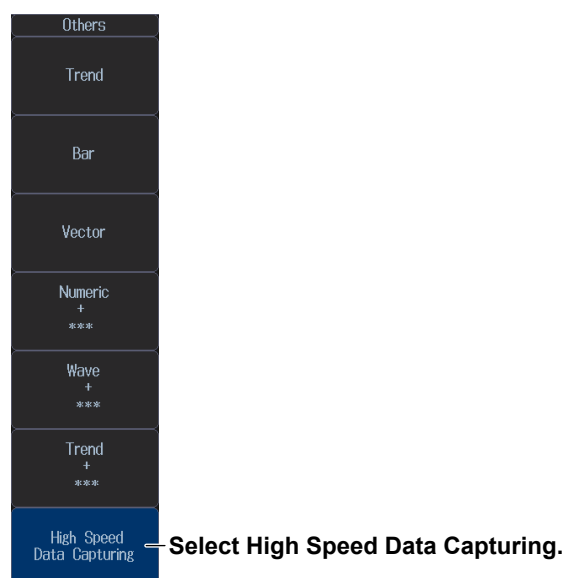 Others
Trend
Bar
Vector
Numeric
+
***
Wave
+
***
Trend
+
***
High Speed
Data Capturing
Select High Speed Data Capturing.